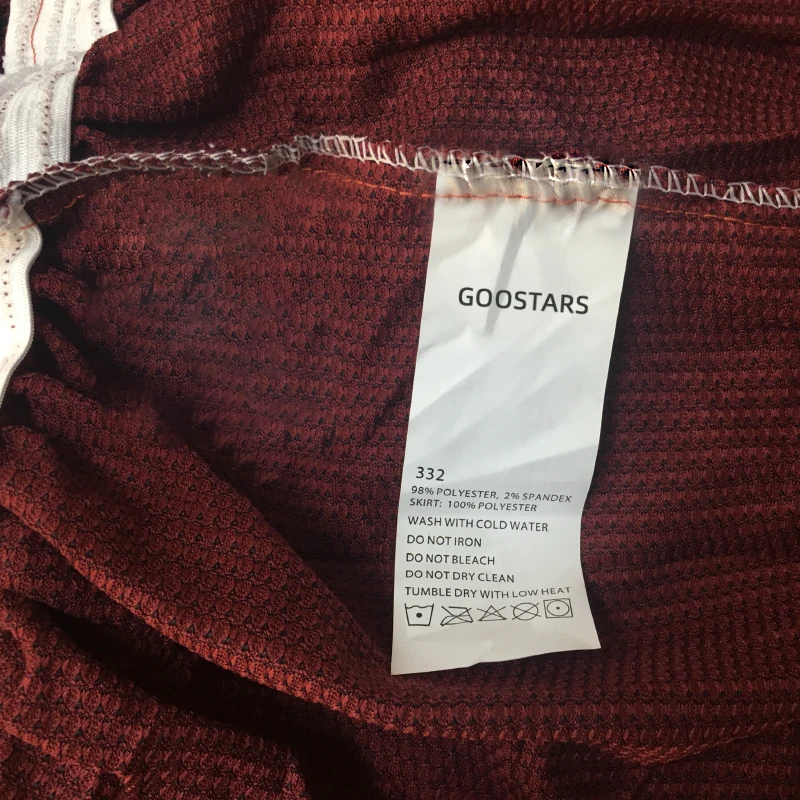 GOOSTARS
332
98% POLYESTER, 2% SPANDEX
SKIRT: 100% POLYESTER
WASH WITH COLD WATER
DO NOT IRON
DO NOT BLEACH
DO NOT DRY CLEAN
TUMBLE DRY WITH LOW HEAT